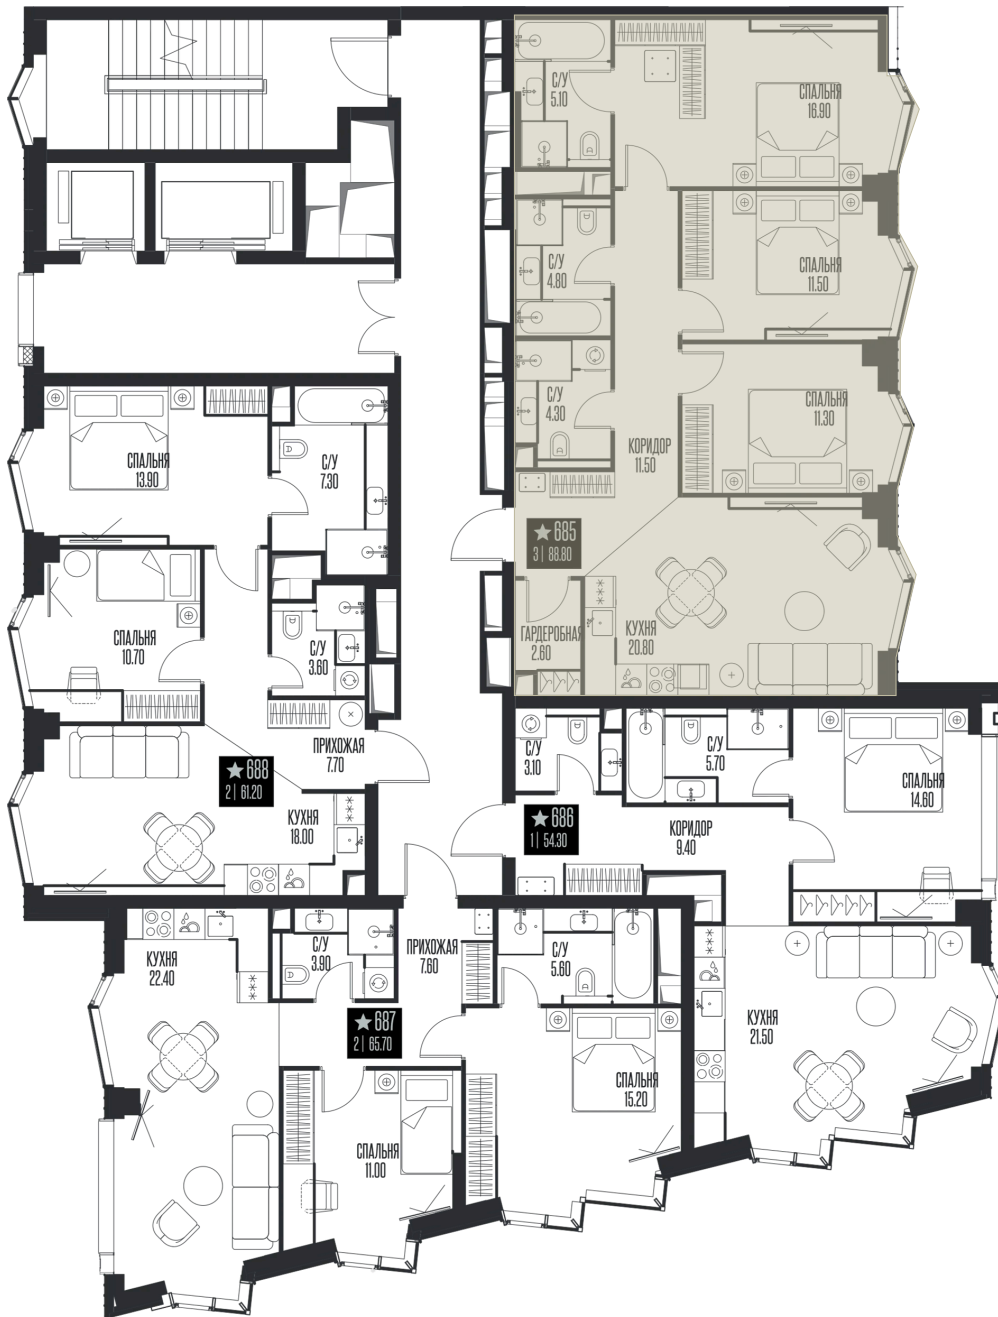 С/У
5.10
СПАЛЬНЯ
16.90
С/У
4.80
СПАЛЬНЯ
11.50
С/У
4.30
СПАЛЬНЯ
11.30
КОРИДОР
11.50
★ 685
3 | 88.80
ГАРДЕРОБНАЯ
2.60
КУХНЯ
20.80
СПАЛЬНЯ
13.90
С/У
7.30
СПАЛЬНЯ
10.70
С/У
3.60
ПРИХОЖАЯ
7.70
★ 688
2 | 61.20
КУХНЯ
18.00
С/У
3.10
С/У
5.70
СПАЛЬНЯ
14.60
★ 686
1 | 54.30
КОРИДОР
9.40
КУХНЯ
22.40
С/У
3.90
ПРИХОЖАЯ
7.60
С/У
5.60
★ 687
2 | 65.70
КУХНЯ
21.50
СПАЛЬНЯ
15.20
СПАЛЬНЯ
11.00